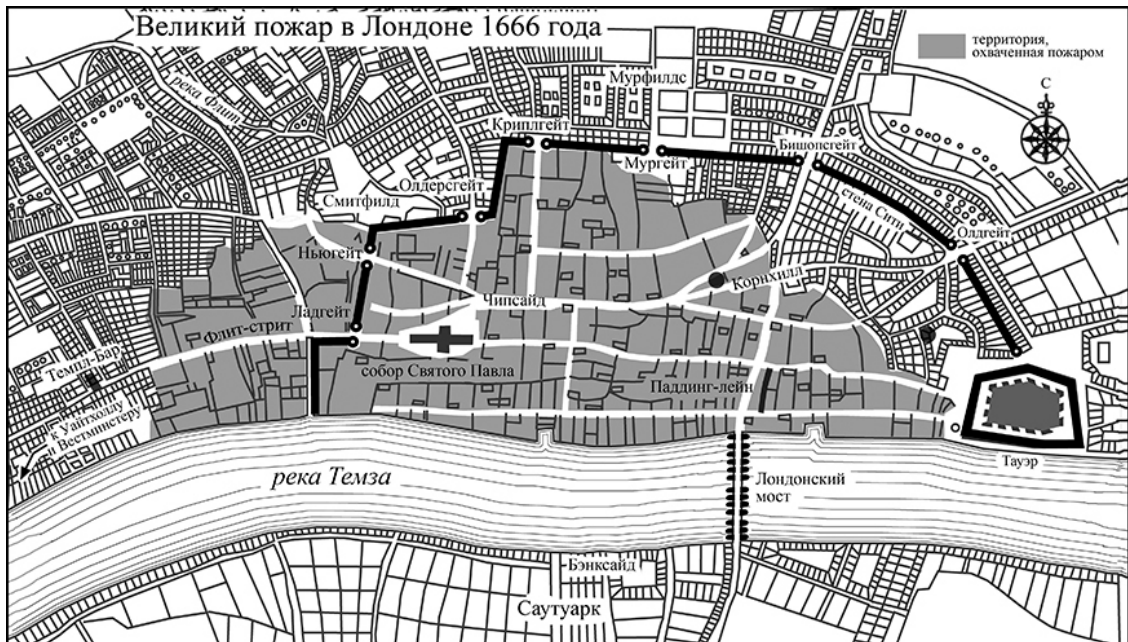 Великий пожар в Лондоне 1666 года
территория,
охваченная пожаром
С
Мурфилдс
река Флит
Криплгейт
Мургейт
Бишопсгейт
Олдерсгейт
Смитфилд
стена Сити
Олдгейт
Ньюгейт
Корнхилл
Чипсайд
Ладгейт
Флит-стрит
Темпл-Бар
собор Святого Павла
Паддинг-лейн
к Уайтхоллу
и Вестминстеру
Тауэр
река Темза
Лондонский
мост
Бэнксайд
Саутуарк